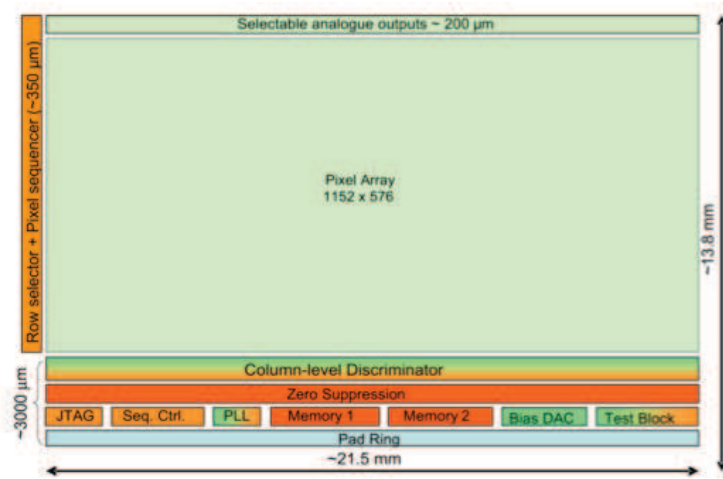 Selectable analogue outputs ~ 200 µm
Row selector + Pixel sequencer (~350 µm)
Pixel Array
1152 x 576
~13.8 mm
~3000 µm
Column-level Discriminator
Zero Suppression
JTAG Seq. Ctrl. PLL Memory 1 Memory 2 Bias DAC Test Block
Pad Ring
~21.5 mm